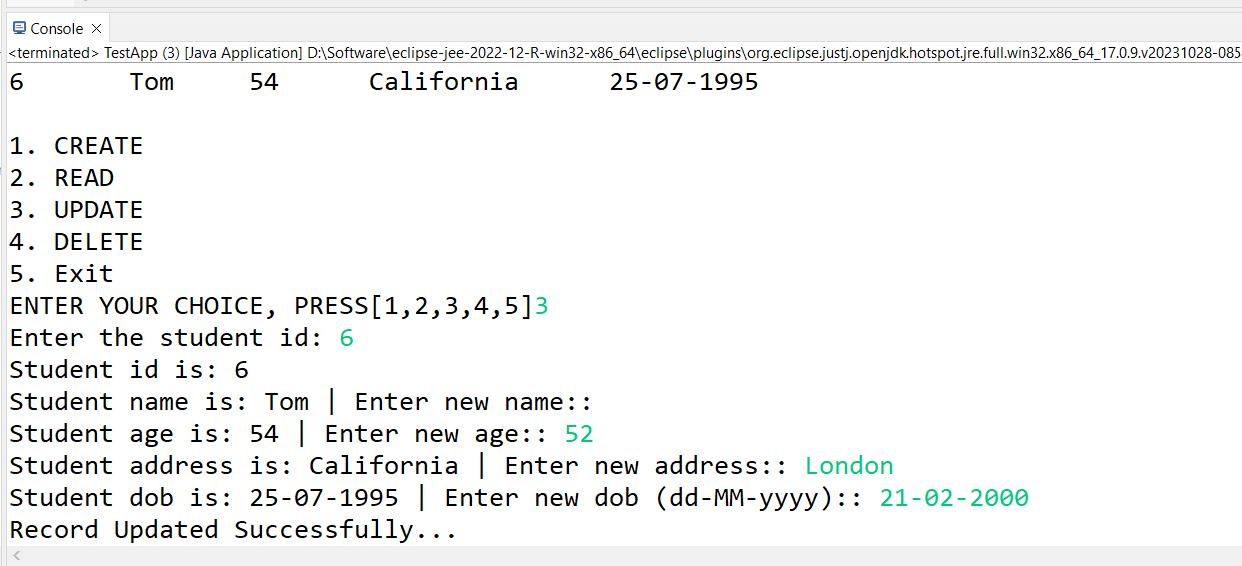 Console
<terminated> TestApp (3) [Java Application] D:\Software\eclipse-jee-2022-12-R-win32-x86_64\eclipse\plugins\org.eclipse.justj.openjdk.hotspot.jre.full.win32.x86_64_17.0.9.v20231028-085
6 Tom 54 California 25-07-1995
1. CREATE
2. READ
3. UPDATE
4. DELETE
5. Exit
ENTER YOUR CHOICE, PRESS[1,2,3,4,5]3
Enter the student id: 6
Student id is: 6
Student name is: Tom | Enter new name::
Student age is: 54 | Enter new age:: 52
Student address is: California | Enter new address:: London
Student dob is: 25-07-1995 | Enter new dob (dd-MM-yyyy):: 21-02-2000
Record Updated Successfully...